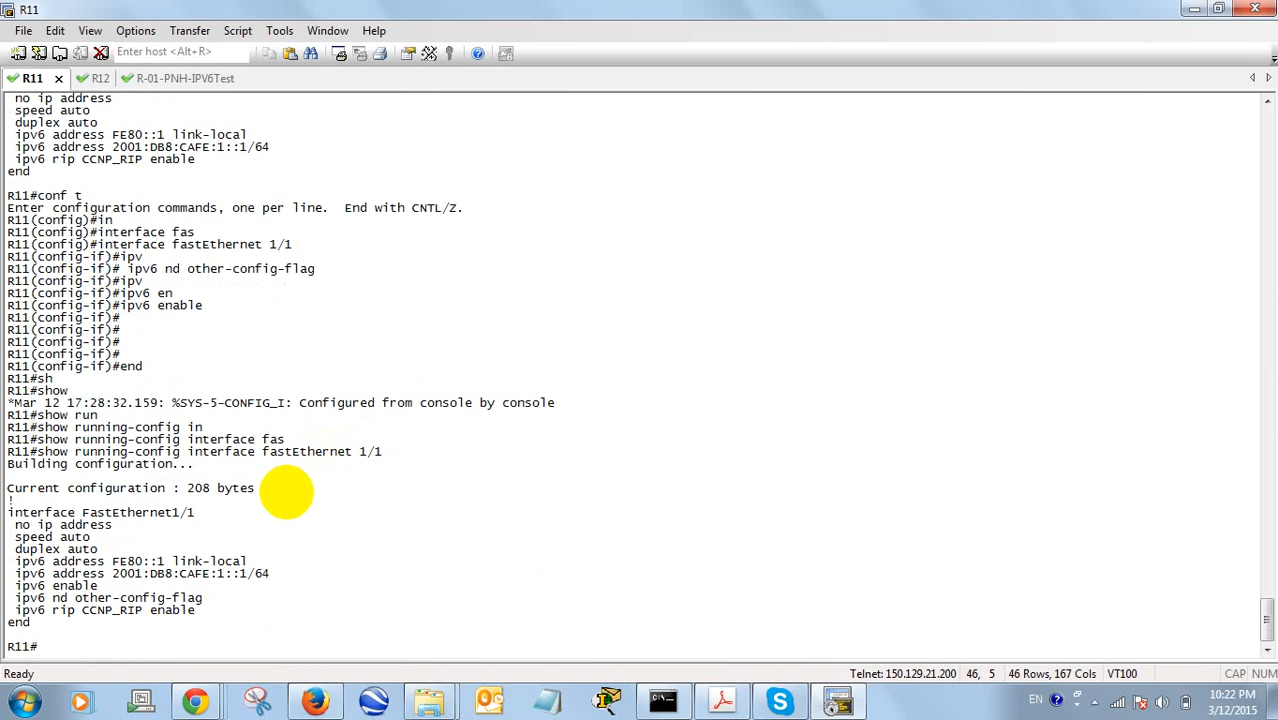 R11
File Edit View Options Transfer Script Tools Window Help
Enter host <Alt+R>
R11 R12 R-01-PNH-IPV6Test
no ip address
speed auto
duplex auto
ipv6 address FE80::1 link-local
ipv6 address 2001:DB8:CAFE:1::1/64
ipv6 rip CCNP_RIP enable
end
R11#conf t
Enter configuration commands, one per line.  End with CNTL/Z.
R11(config)#in
R11(config)#interface fas
R11(config)#interface fastEthernet 1/1
R11(config-if)#ipv
R11(config-if)# ipv6 nd other-config-flag
R11(config-if)#ipv
R11(config-if)#ipv6 en
R11(config-if)#ipv6 enable
R11(config-if)#
R11(config-if)#
R11(config-if)#
R11(config-if)#
R11(config-if)#end
R11#sh
R11#show
*Mar 12 17:28:32.159: %SYS-5-CONFIG_I: Configured from console by console
R11#show run
R11#show running-config in
R11#show running-config interface fas
R11#show running-config interface fastEthernet 1/1
Building configuration...
Current configuration : 208 bytes
!
interface FastEthernet1/1
no ip address
speed auto
duplex auto
ipv6 address FE80::1 link-local
ipv6 address 2001:DB8:CAFE:1::1/64
ipv6 enable
ipv6 nd other-config-flag
ipv6 rip CCNP_RIP enable
end
R11#
Ready Telnet: 150.129.21.200 46, 5 46 Rows, 167 Cols VT100 CAP NUM
EN 10:22 PM
3/12/2015